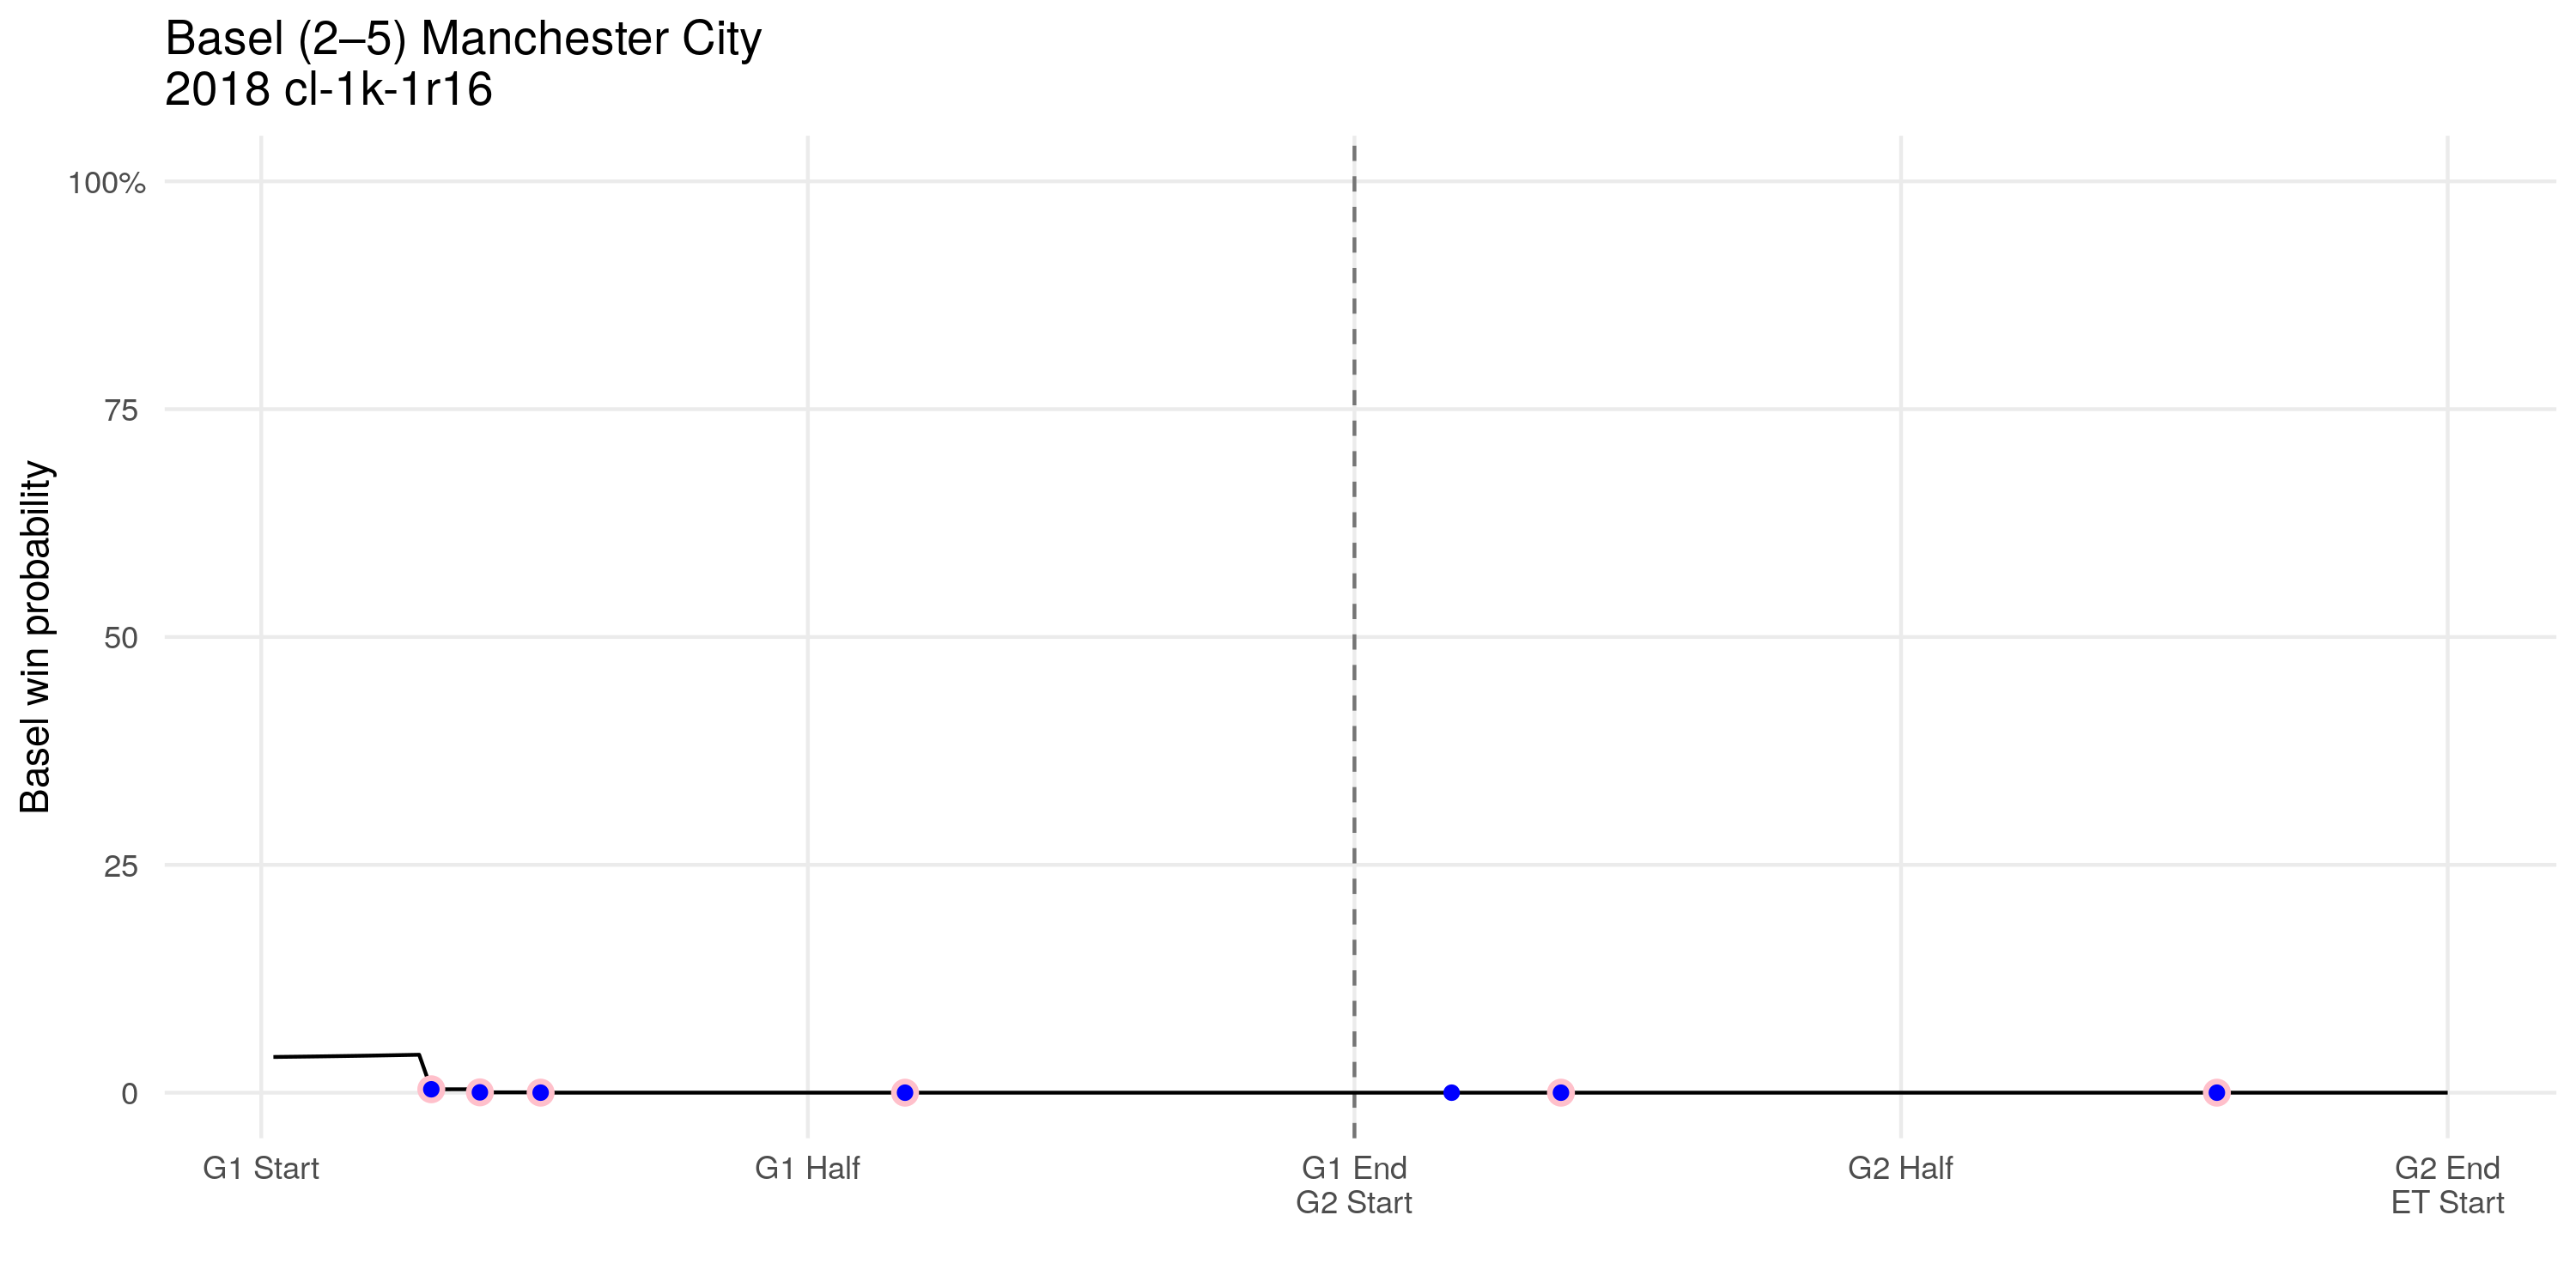 Basel (2–5) Manchester City
2018 cl-1k-1r16
Basel win probability
100%
75
50
25
0
G1 Start
G1 Half
G1 End
G2 Start
G2 Half
G2 End
ET Start